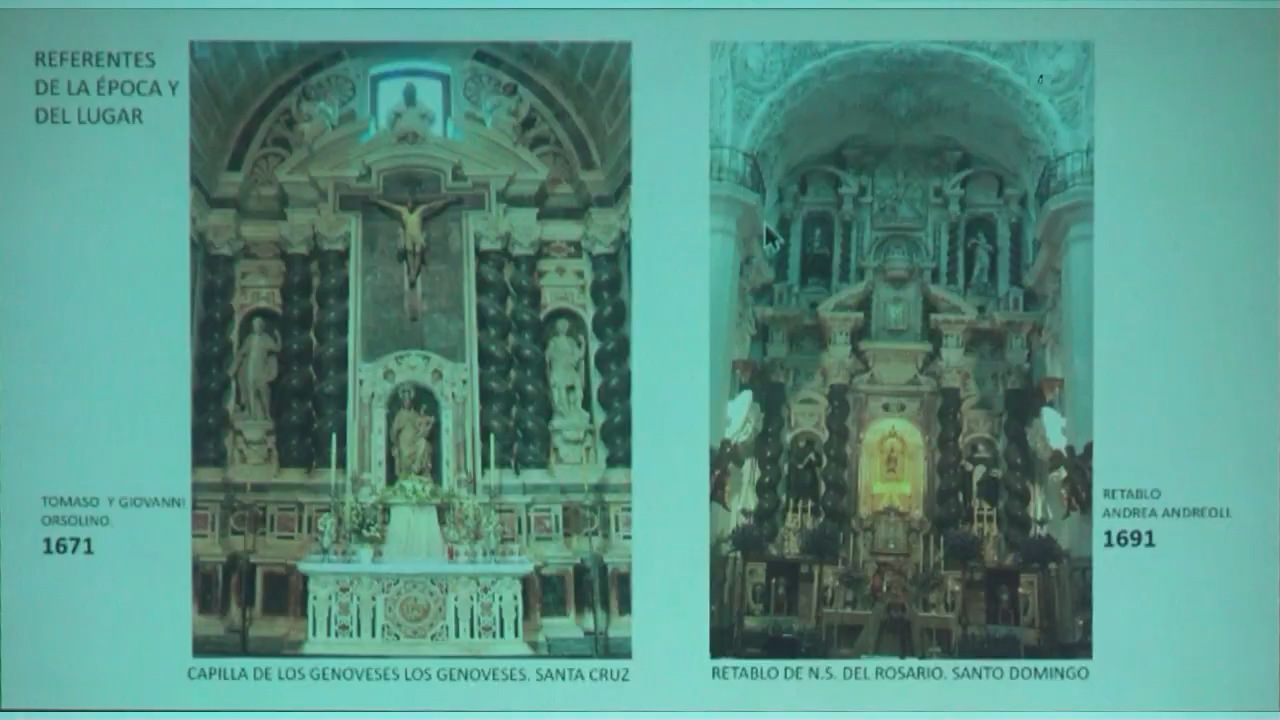 REFERENTES
DE LA ÉPOCA Y
DEL LUGAR
TOMASO Y GIOVANNI
ORSOLINO.
1671
CAPILLA DE LOS GENOVESES LOS GENOVESES. SANTA CRUZ
RETABLO
ANDREA ANDREOLI.
1691
RETABLO DE N.S. DEL ROSARIO. SANTO DOMINGO